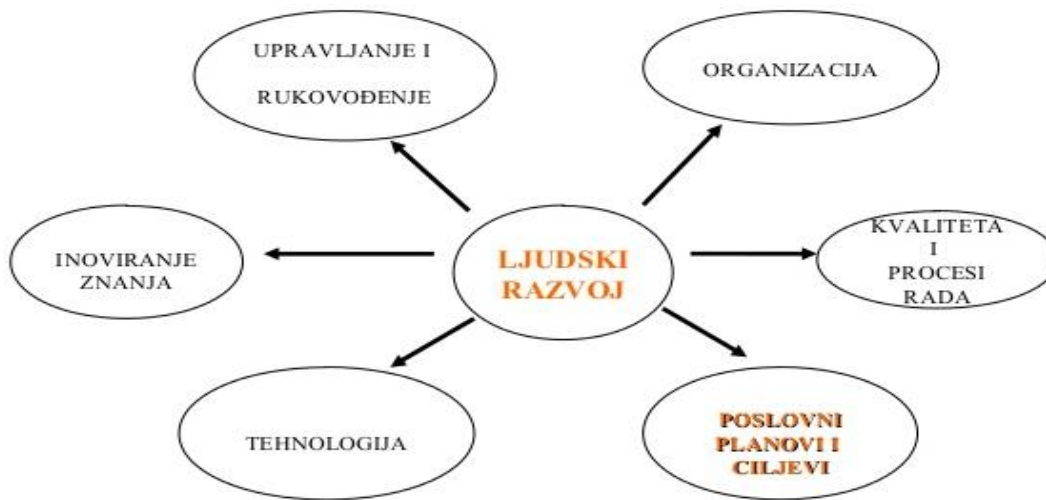 UPRAVLJANJE I
RUKOVOĐENJE
ORGANIZACIJA
INOVIRANJE
ZNANJA
LJUDSKI
RAZVOJ
KVALITETA
I
PROCESI
RADA
TEHNOLOGIJA
POSLOVNI
PLANOVI I
CILJEVI